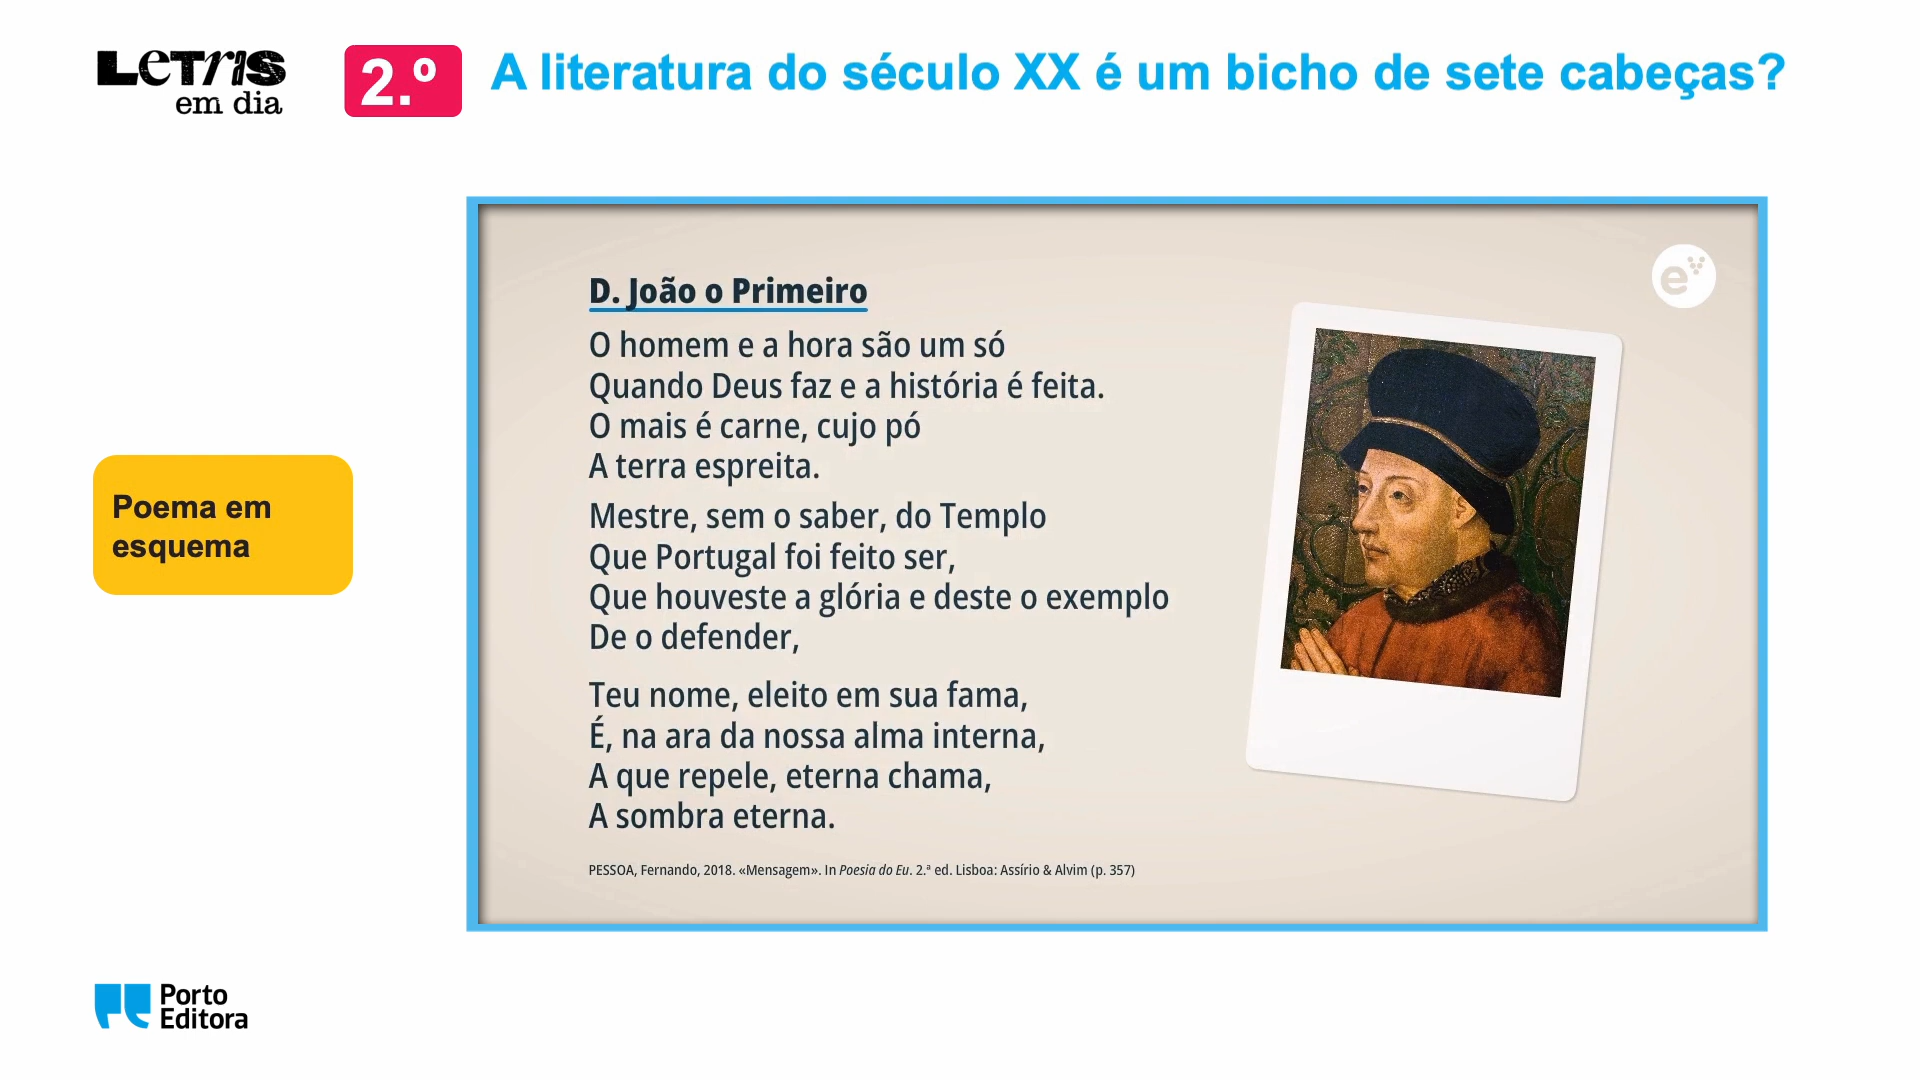 LETRAS
em dia
2.º
A literatura do século XX é um bicho de sete cabeças?
Poema em
esquema
D. João o Primeiro
O homem e a hora são um só
Quando Deus faz e a história é feita.
O mais é carne, cujo pó
A terra espreita.
Mestre, sem o saber, do Templo
Que Portugal foi feito ser,
Que houveste a glória e deste o exemplo
De o defender,
Teu nome, eleito em sua fama,
É, na ara da nossa alma interna,
A que repele, eterna chama,
A sombra eterna.
PESSOA, Fernando, 2018. «Mensagem». In Poesia do Eu. 2.ª ed. Lisboa: Assírio & Alvim (p. 357)
e
Porto
Editora